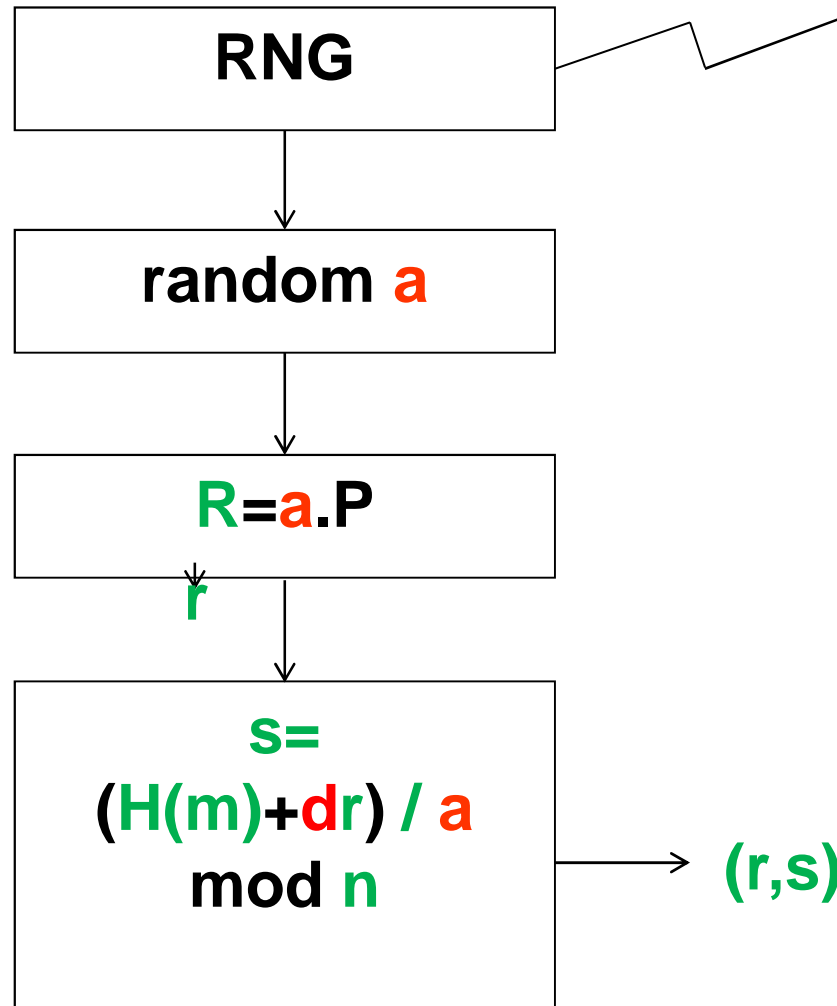 RNG
random a
R=a.P
r
s=
(H(m)+dr) / a
mod n
(r,s)